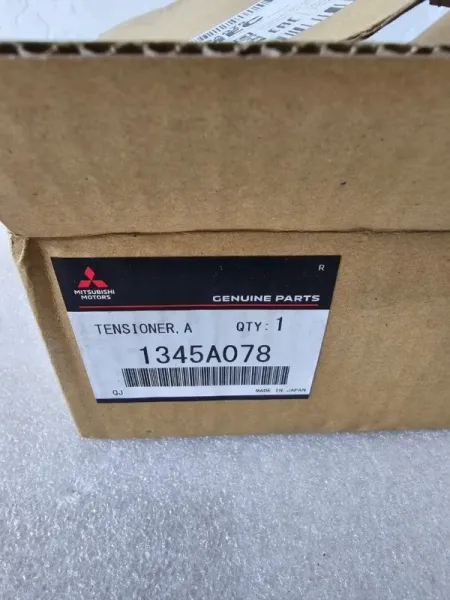 R
MITSUBISHI
MOTORS
GENUINE PARTS
TENSIONER,A QTY: 1
1345A078
QJ MADE IN JAPAN